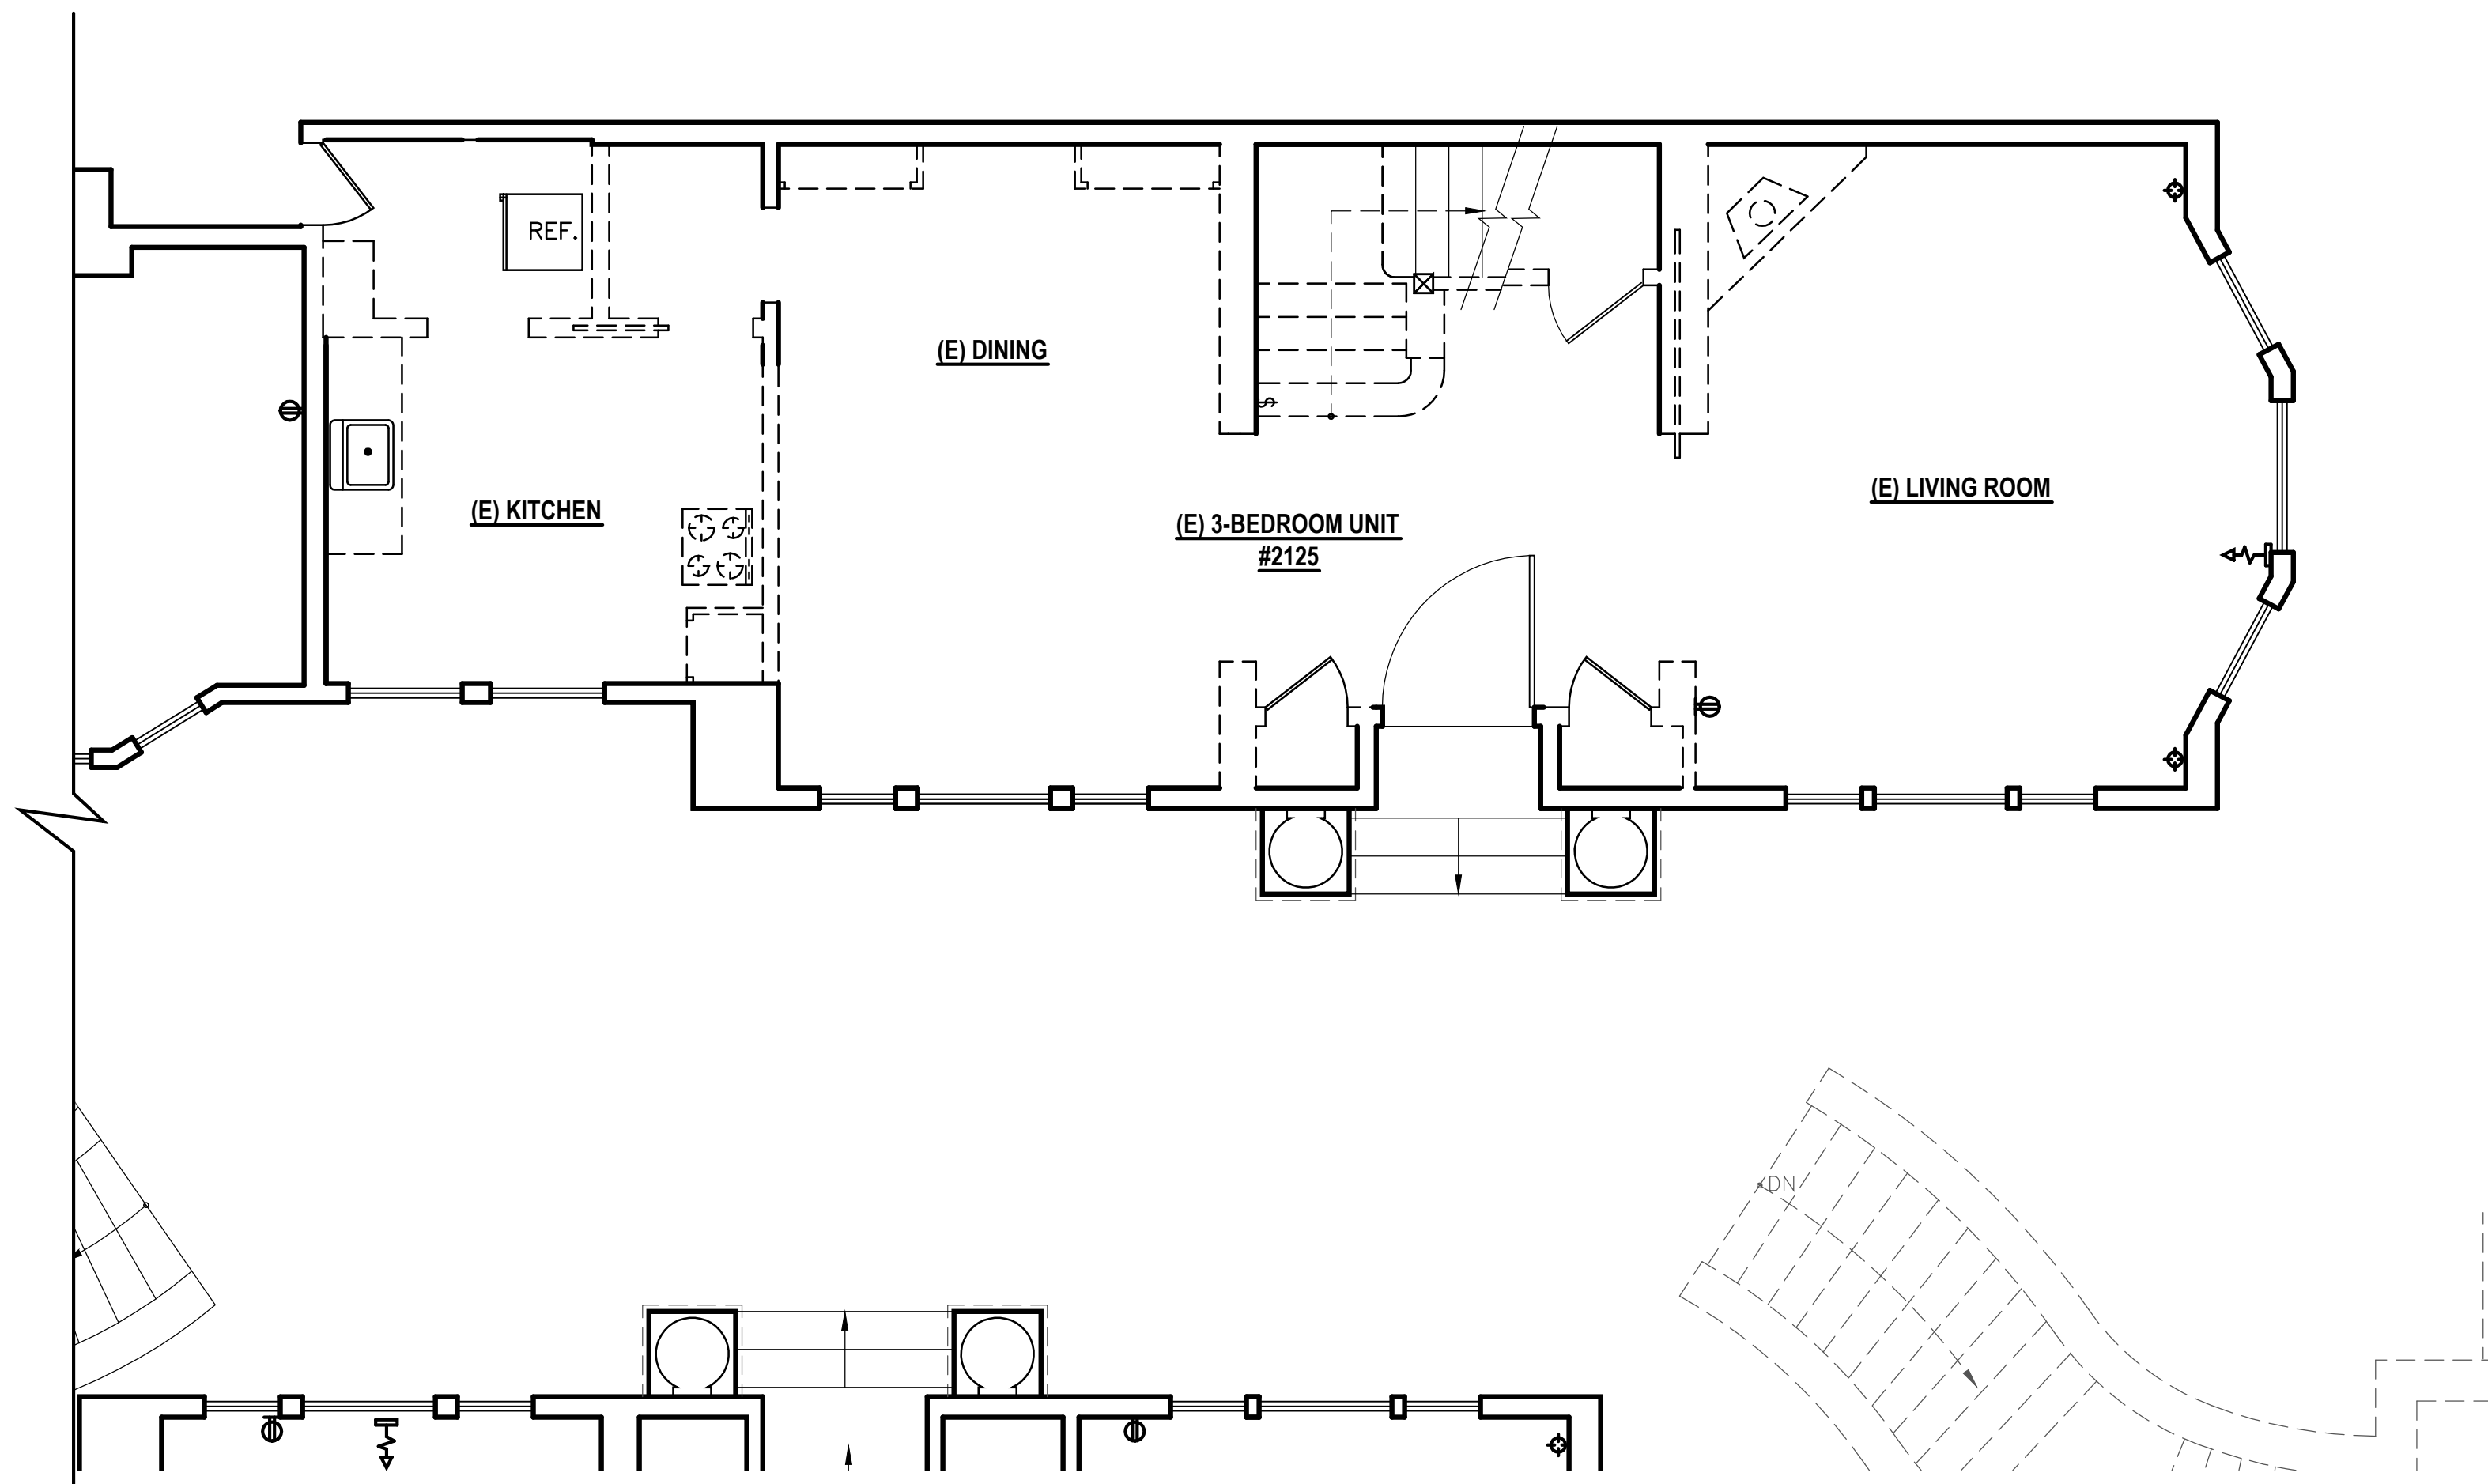 REF.
(E) DINING
(E) LIVING ROOM
(E) KITCHEN
(E) 3-BEDROOM UNIT
#2125
DN